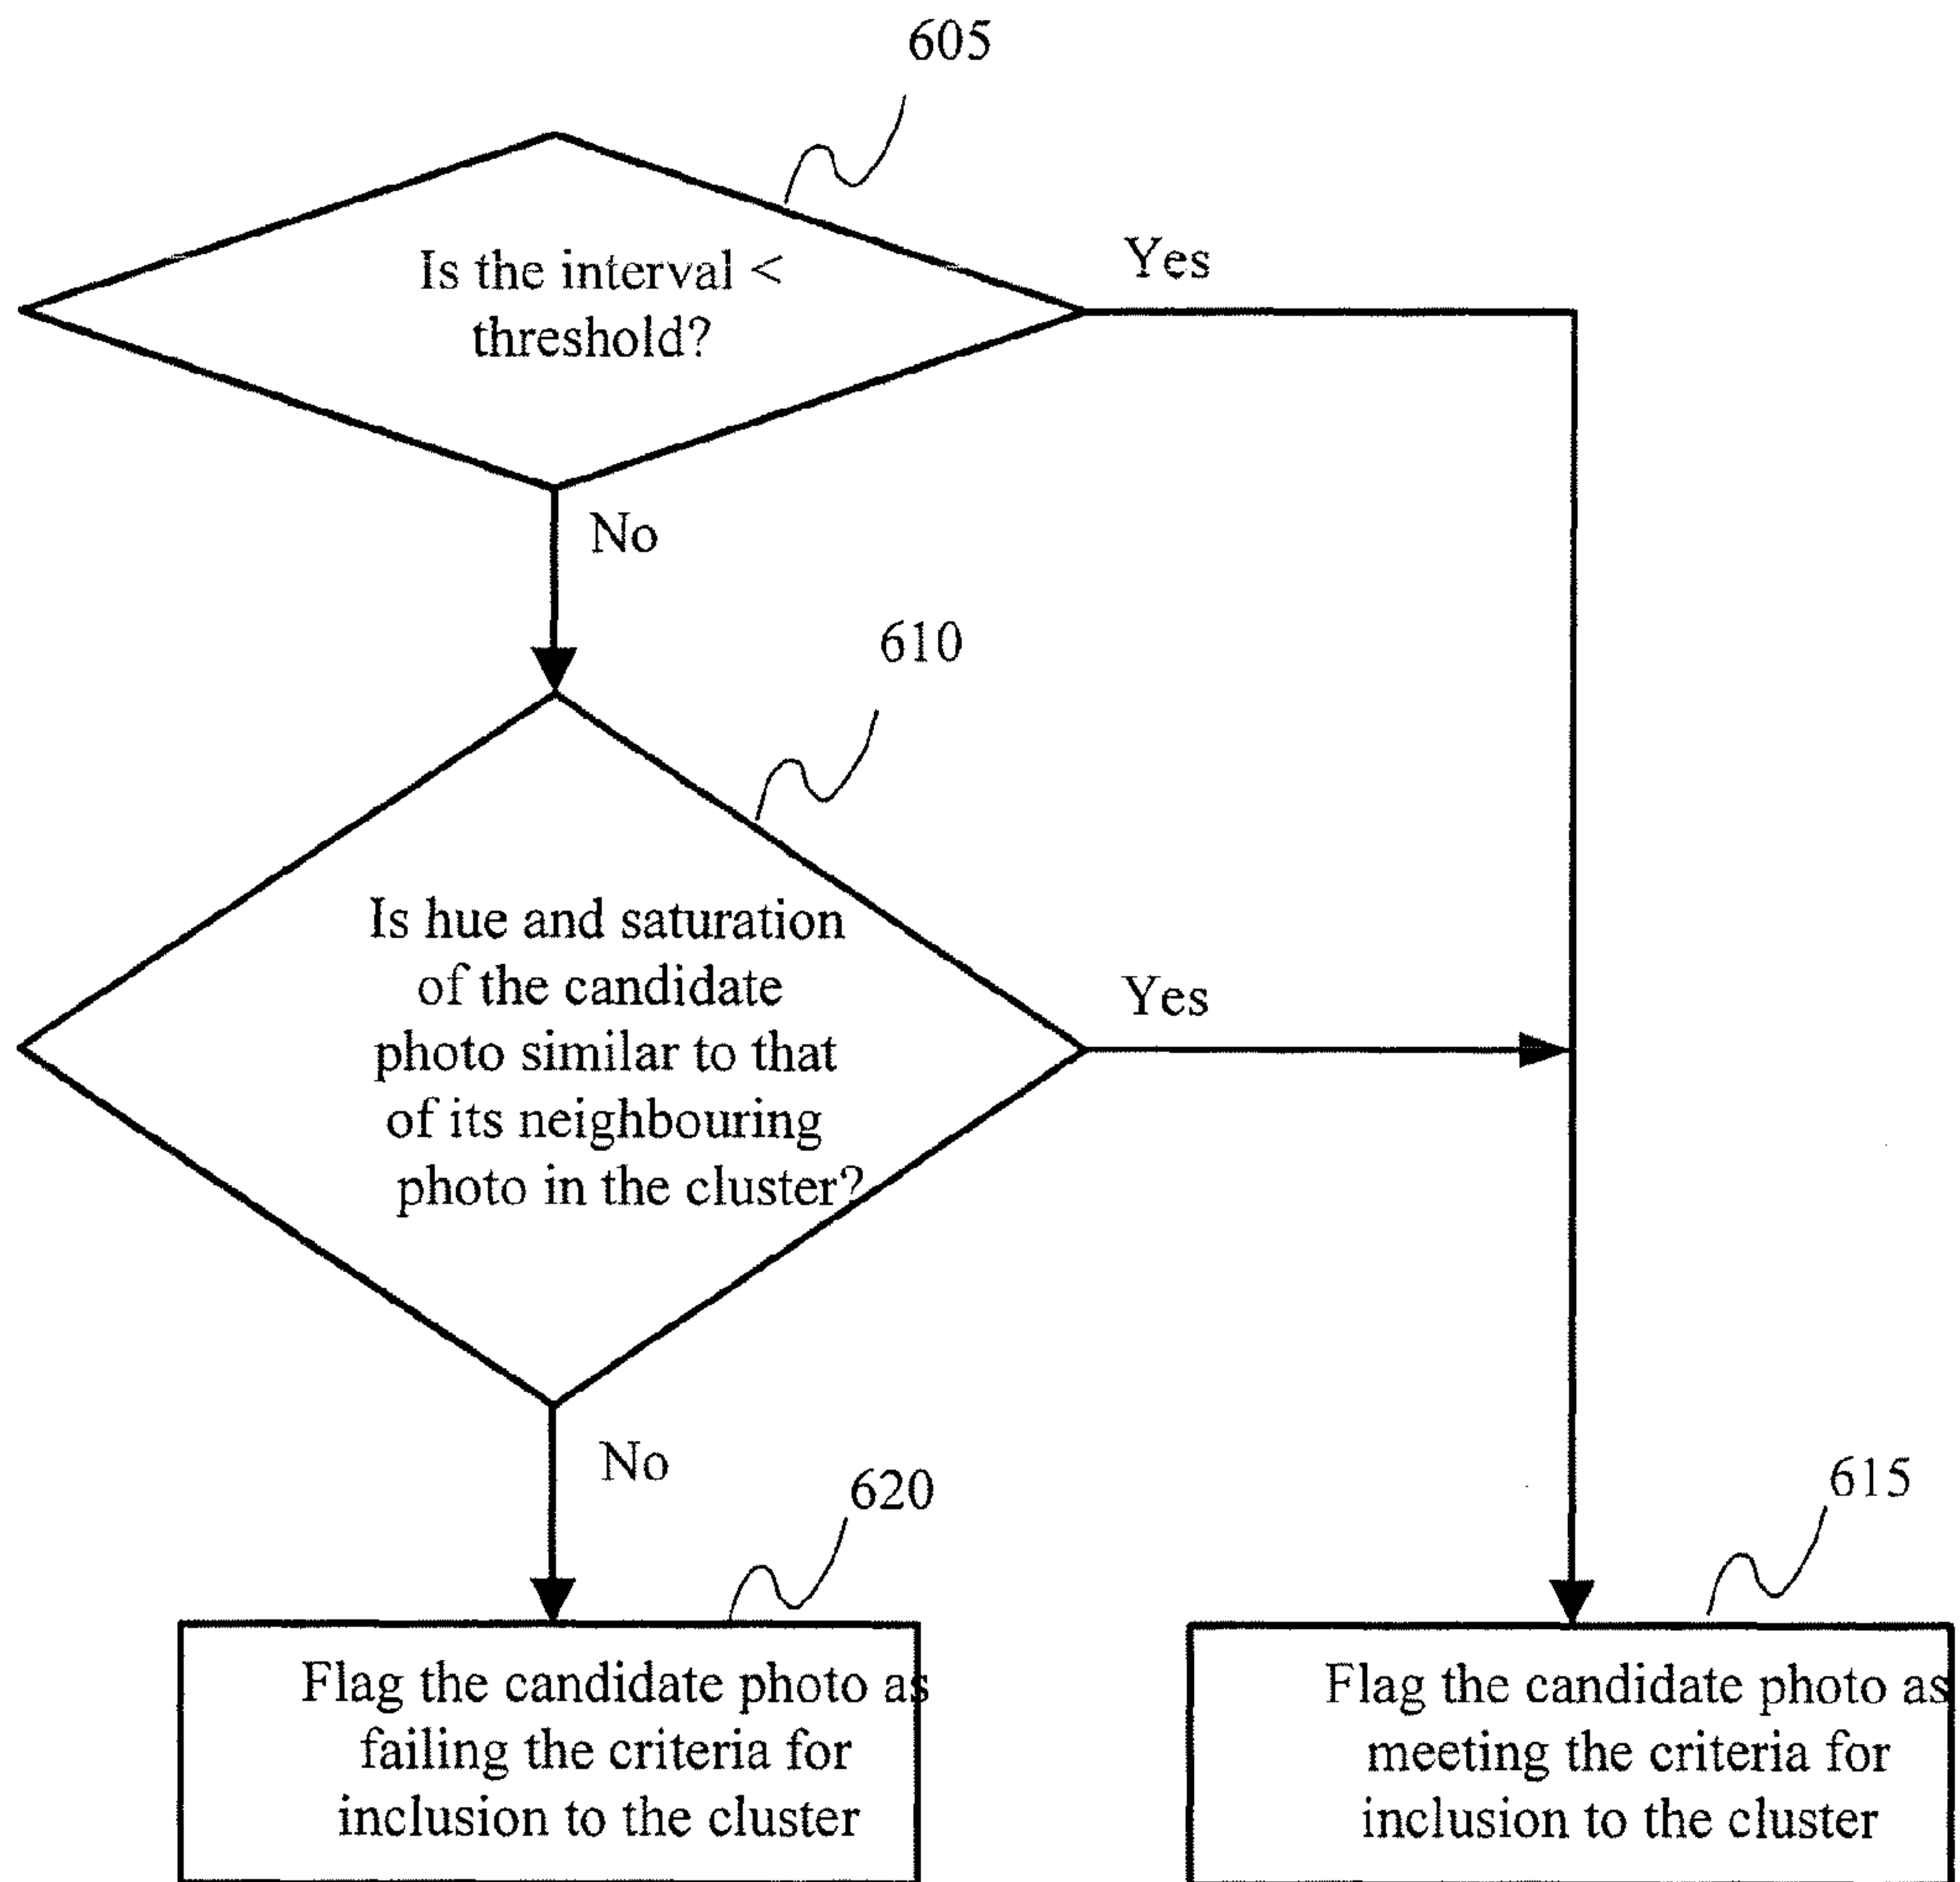 605
Is the interval <
threshold?
Yes
No
610
Is hue and saturation
of the candidate
photo similar to that
of its neighbouring
photo in the cluster?
Yes
No
620
615
Flag the candidate photo as
failing the criteria for
inclusion to the cluster
Flag the candidate photo as
meeting the criteria for
inclusion to the cluster